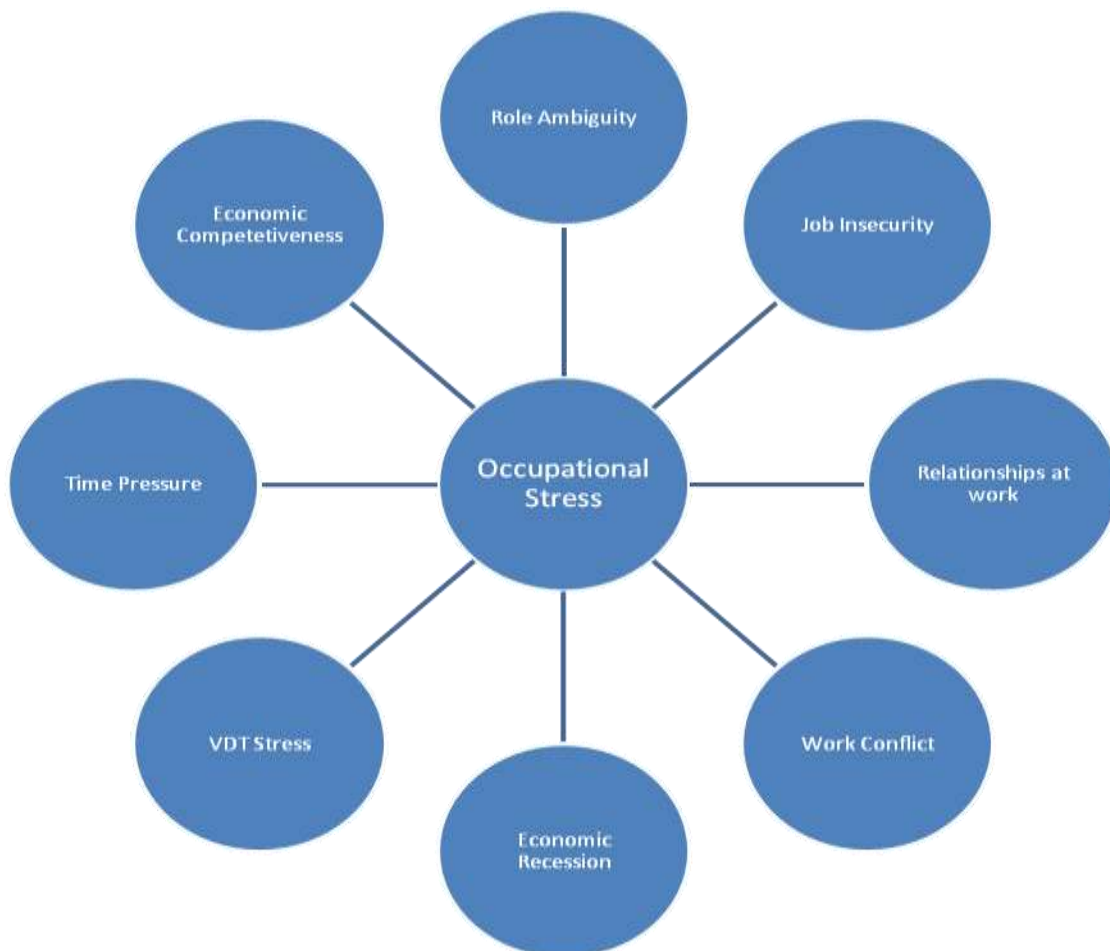 Role Ambiguity
Economic
Competetiveness
Job Insecurity
Time Pressure
Occupational
Stress
Relationships at
work
VDT Stress
Work Conflict
Economic
Recession